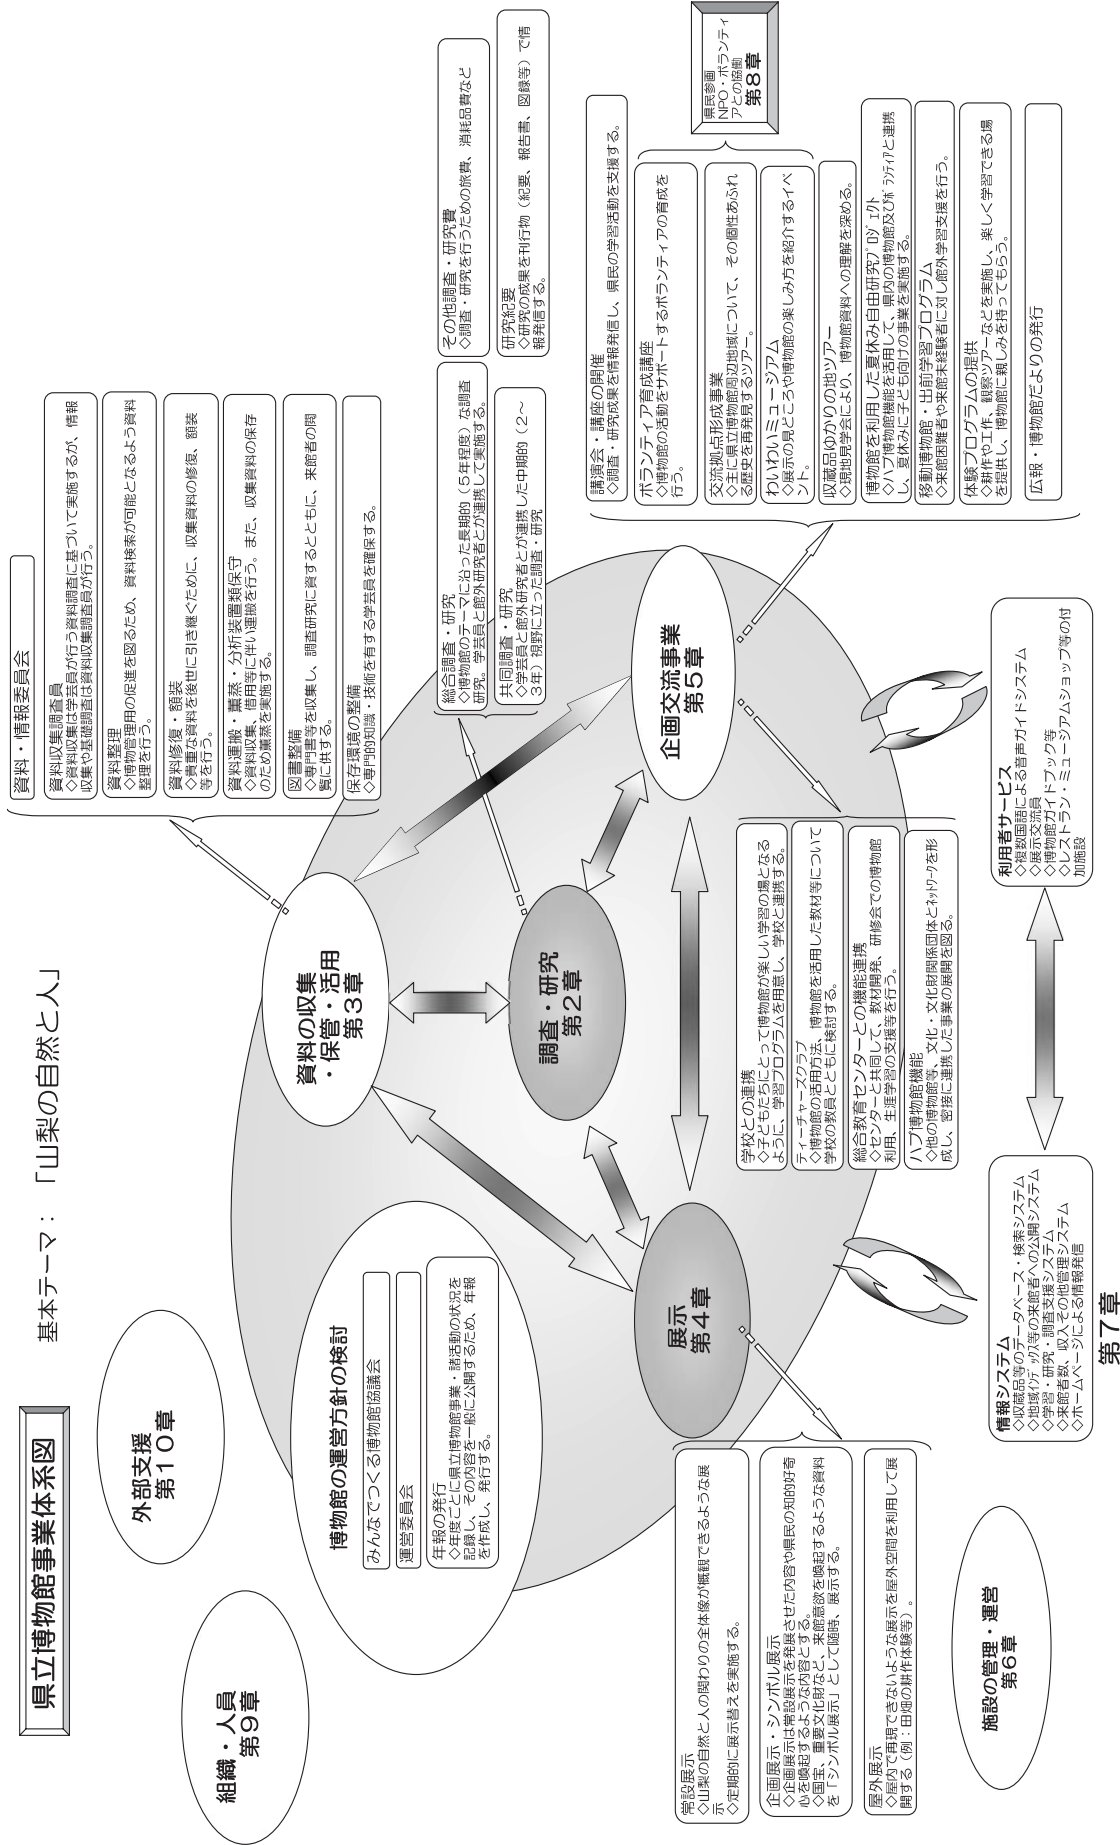 県立博物館事業体系図
基本テーマ：「山梨の自然と人」
組織・人員
第９章
外部支援
第１０章
博物館の運営方針の検討
みんなでつくる博物館協議会
運営委員会
年報の発行
◇年度ごとに県立博物館事業・諸活動の状況を
記録し、その内容を一般に公開するため、年報
を作成し、発行する。
資料の収集
・保管・活用
第３章
資料・情報委員会
資料収集調査員
◇資料収集は学芸員が行う資料調査に基づいて実施するが、情報
収集や基礎調査は資料収集調査員が行う。
資料整理
◇博物管理用の促進を図るため、資料検索が可能となるよう資料
整理を行う。
資料修復・額装
◇貴重な資料を後世に引き継ぐために、収集資料の修復、額装
等を行う。
資料運搬・薫蒸・分析装置類保守
◇資料収集、借用等に伴い運搬を行う。また、収集資料の保存
のため薫蒸を実施する。
図書整備
◇専門書等を収集し、調査研究に資するとともに、来館者の閲
覧に供する。
保存環境の整備
◇専門的知識・技術を有する学芸員を確保する。
調査・研究
第２章
総合調査・研究
◇博物館のテーマに沿った長期的（５年程度）な調査
研究。学芸員と館外研究者とが連携して実施する。
共同調査・研究
◇学芸員と館外研究者とが連携した中期的（２～
３年）視野に立った調査・研究
その他調査・研究費
◇調査・研究を行うための旅費、消耗品費など
研究紀要
◇研究の成果を刊行物（紀要、報告書、図録等）で情
報発信する。
展示
第４章
常設展示
◇山梨の自然と人の関わりの全体像が概観できるような展
示
◇定期的に展示替えを実施する。
企画展示・シンボル展示
◇企画展示は常設展示を発展させた内容や県民の知的好奇
心を喚起するような内容とする。
◇国宝、重要文化財など、来館意欲を喚起するような資料
を「シンボル展示」として随時、展示する。
屋外展示
◇屋内で再現できないような展示を屋外空間を利用して展
開する（例：田畑の耕作体験等）。
企画交流事業
第５章
学校との連携
◇子どもたちにとって博物館が楽しい学習の場となる
ように、学習プログラムを用意し、学校と連携する。
ティーチャーズクラブ
◇博物館の活用方法、博物館を活用した教材等について
学校の教員とともに検討する。
総合教育センターとの機能連携
◇センターと共同して、教材開発、研修会での博物館
利用、生涯学習の支援等を行う。
ハブ博物館機能
◇他の博物館等、文化・文化財関係団体とﾈｯﾄﾜｰｸを形
成し、密接に連携した事業の展開を図る。
講演会・講座の開催
◇調査・研究成果を情報発信し、県民の学習活動を支援する。
ボランティア育成講座
◇博物館の活動をサポートするボランティアの育成を
行う。
交流拠点形成事業
◇主に県立博物館周辺地域について、その個性あふれ
る歴史を再発見するツアー。
わいわいミュージアム
◇展示の見どころや博物館の楽しみ方を紹介するイベ
ント。
収蔵品ゆかりの地ツアー
◇現地見学会により、博物館資料への理解を深める。
博物館を利用した夏休み自由研究ﾌﾟﾛｼﾞｪｸﾄ
◇ハブ博物館機能を活用して、県内の博物館及びﾎﾞﾗﾝﾃｨｱと連携
し、夏休みに子ども向けの事業を実施する。
移動博物館・出前学習プログラム
◇来館困難者や来館未経験者に対し館外学習支援を行う。
体験プログラムの提供
◇耕作や工作、観察ツアーなどを実施し、楽しく学習できる場
を提供し、博物館に親しみを持ってもらう。
広報・博物館だよりの発行
県民参画
NPO・ボランティ
アとの協働
第８章
施設の管理・運営
第６章
情報システム
◇収蔵品等のデータベース・検索システム
◇地域ｲﾝﾃﾞｯｸｽ等の来館者への公開システム
◇学習・研究・調査支援システム
◇来館者数、収入その他管理システム
◇ホームページによる情報発信
第７章
利用者サービス
◇複数国語による音声ガイドシステム
◇展示交流員
◇博物館ガイドブック等
◇レストラン・ミュージアムショップ等の付
加施設